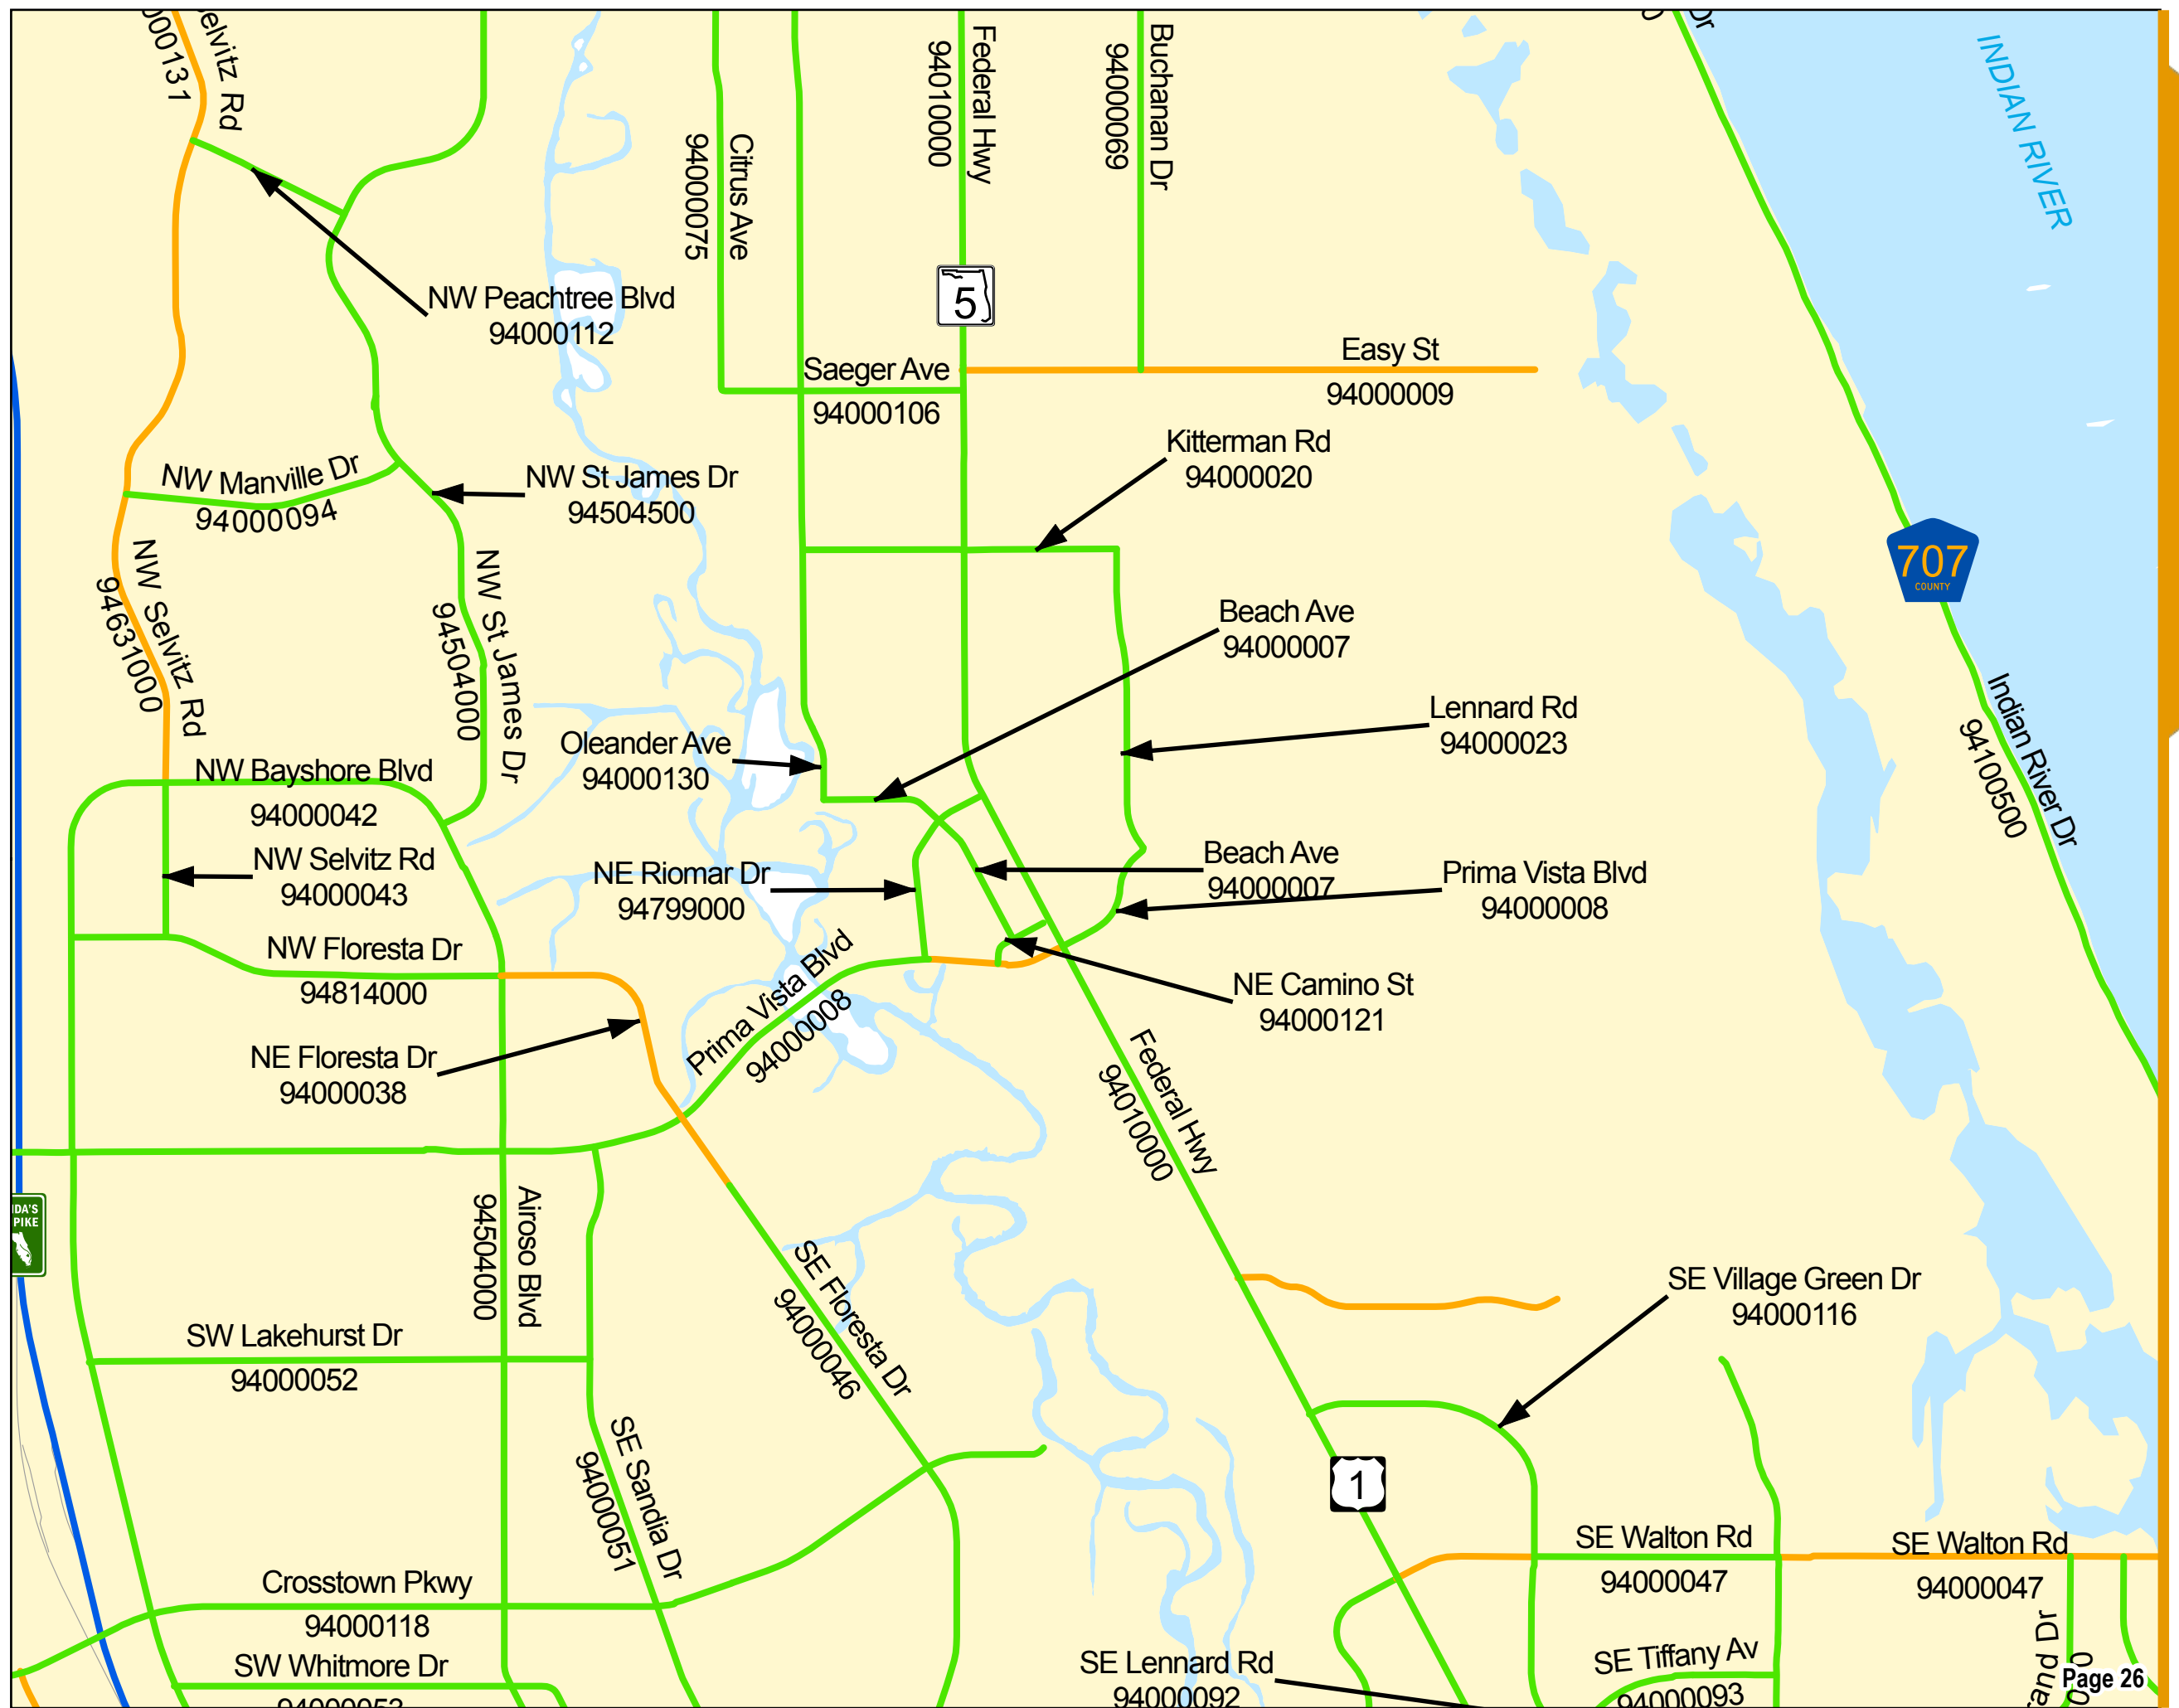 Selvitz Rd
Federal Hwy
94010000
Buchanan Dr
94000069
Dr
INDIAN RIVER
Citrus Ave
94000075
NW Peachtree Blvd
94000112
5
Saeger Ave
94000106
Easy St
94000009
Kitterman Rd
94000020
NW Manville Dr
94000094
NW St James Dr
94504500
NW Selvitz Rd
94631000
NW St James Dr
94504000
707
COUNTY
Beach Ave
94000007
Lennard Rd
94000023
Oleander Ave
94000130
Indian River Dr
94100500
NW Bayshore Blvd
94000042
NW Selvitz Rd
94000043
NE Riomar Dr
94799000
Beach Ave
94000007
Prima Vista Blvd
94000008
NW Floresta Dr
94814000
Prima Vista Blvd
94000008
NE Camino St
94000121
NE Floresta Dr
94000038
Federal Hwy
94010000
Airoso Blvd
94504000
SE Floresta Dr
94000046
SE Village Green Dr
94000116
SW Lakehurst Dr
94000052
SE Sandia Dr
94000051
1
SE Walton Rd
94000047
SE Walton Rd
94000047
Crosstown Pkwy
94000118
SW Whitmore Dr
94000053
SE Lennard Rd
94000092
SE Tiffany Av
94000093
Page 26